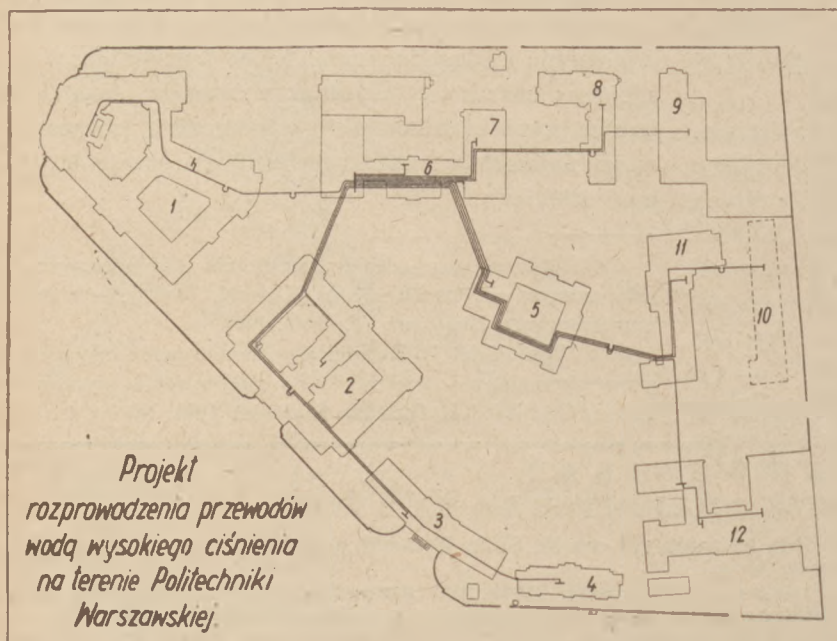 1
2
3
4
5
6
7
8
9
10
11
12
Projekt
rozprowadzenia przewodów
wodą wysokiego ciśnienia
na terenie Politechniki
Warszawskiej